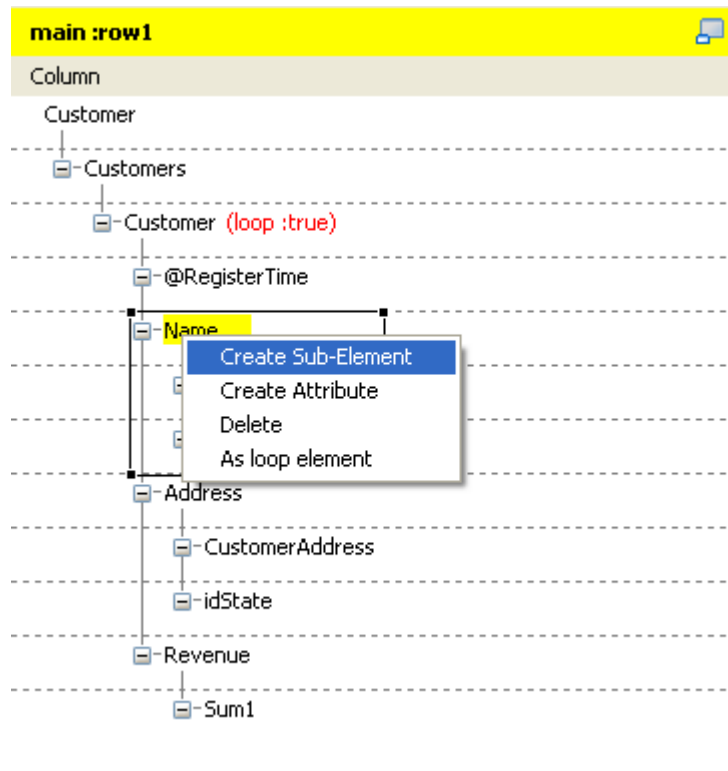 main :row1
Column
Customer
Customers
Customer (loop :true)
@RegisterTime
Name
Create Sub-Element
Create Attribute
Delete
As loop element
Address
CustomerAddress
idState
Revenue
Sum1